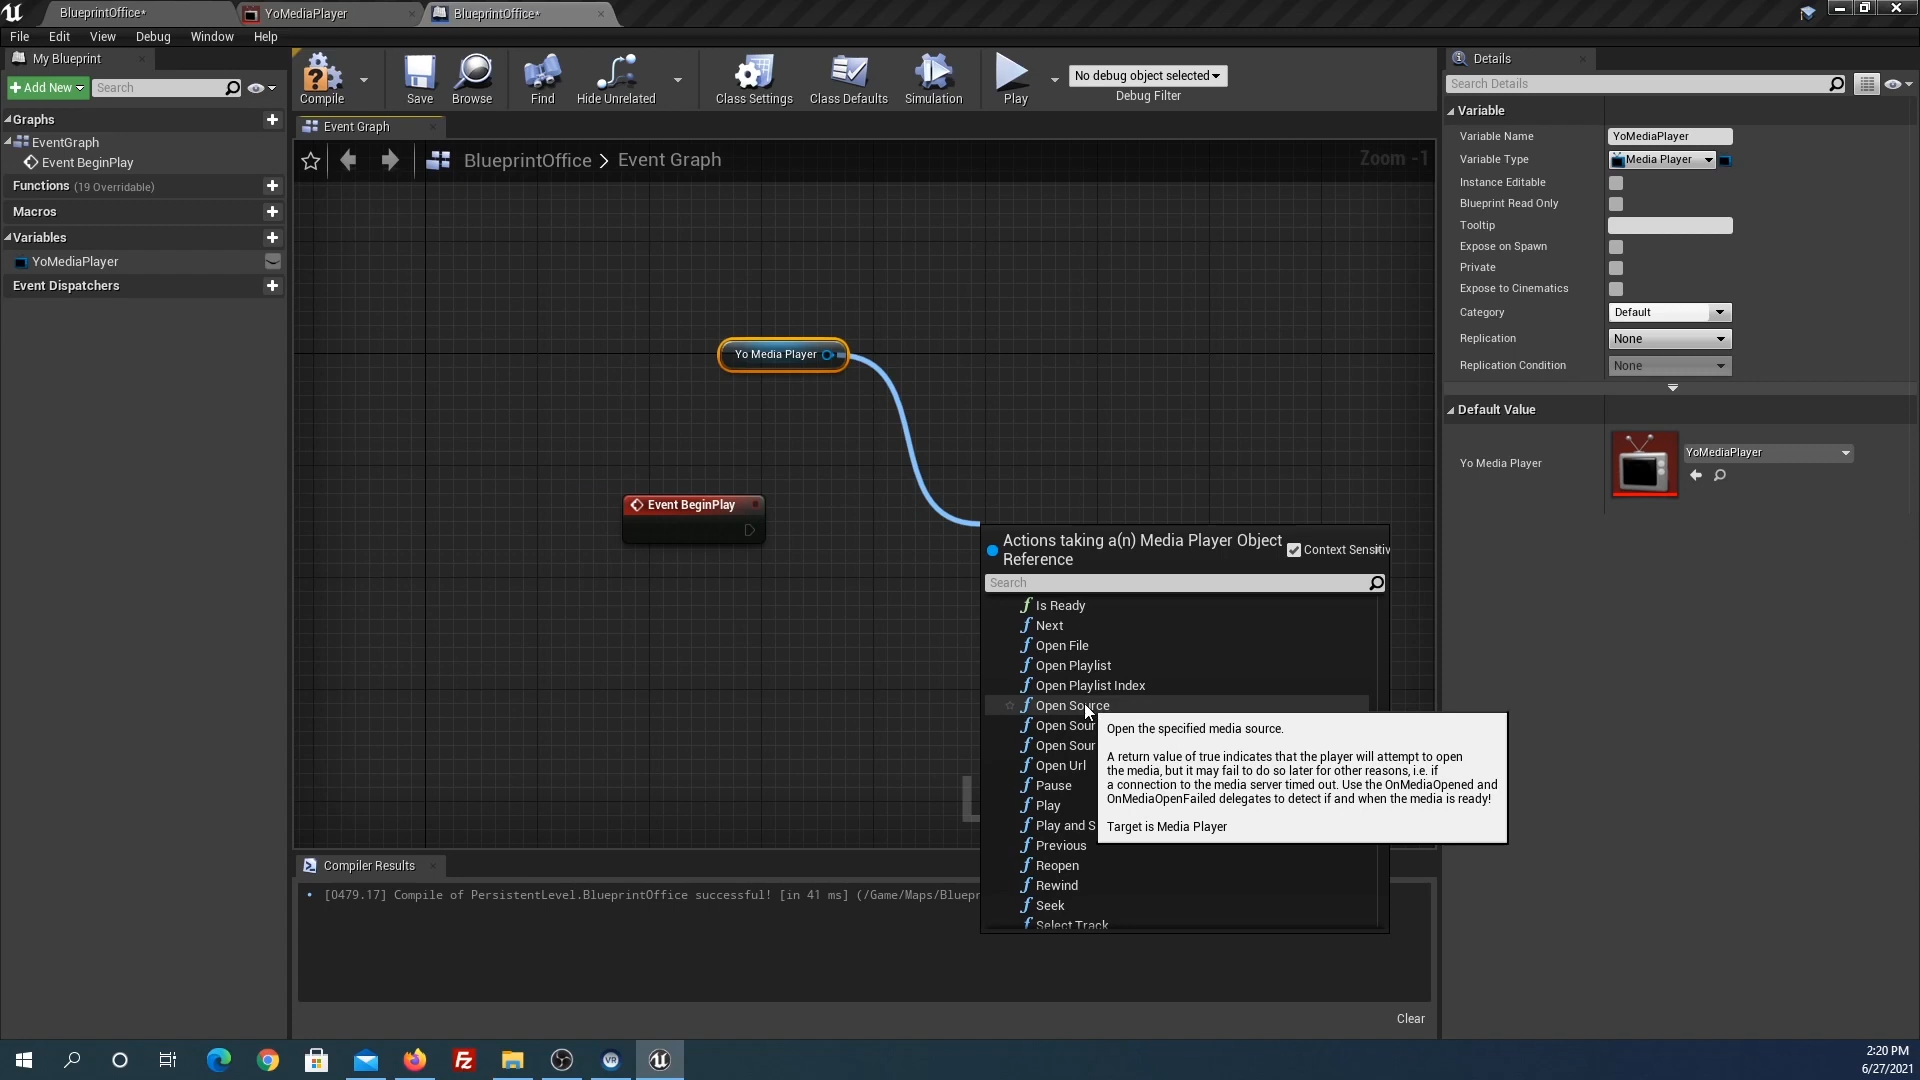 BlueprintOffice*
YoMediaPlayer
BlueprintOffice*
File Edit View Debug Window Help
My Blueprint
Add New
Search
Graphs
EventGraph
Event BeginPlay
Functions (19 Overridable)
Macros
Variables
YoMediaPlayer
Event Dispatchers
Compile
Save
Browse
Find
Hide Unrelated
Class Settings
Class Defaults
Simulation
Play
No debug object selected
Debug Filter
Event Graph
BlueprintOffice > Event Graph
Zoom -1
Yo Media Player
Event BeginPlay
Actions taking a(n) Media Player Object
Reference
Context Sensitiv
Search
Is Ready
Next
Open File
Open Playlist
Open Playlist Index
Open Source
Open Sour
Open Sour
Open Url
Pause
Play
Play and S
Previous
Reopen
Rewind
Seek
Select Track
Open the specified media source.
A return value of true indicates that the player will attempt to open
the media, but it may fail to do so later for other reasons, i.e. if
a connection to the media server timed out. Use the OnMediaOpened and
OnMediaOpenFailed delegates to detect if and when the media is ready!
Target is Media Player
Compiler Results
[0479.17] Compile of PersistentLevel.BlueprintOffice successful! [in 41 ms] (/Game/Maps/Bluepr
Clear
Details
Search Details
Variable
Variable Name YoMediaPlayer
Variable Type Media Player
Instance Editable
Blueprint Read Only
Tooltip
Expose on Spawn
Private
Expose to Cinematics
Category Default
Replication None
Replication Condition None
Default Value
Yo Media Player YoMediaPlayer
2:20 PM
6/27/2021